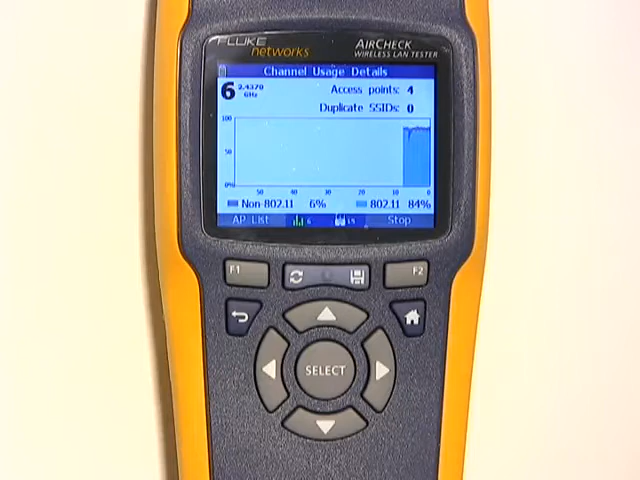 FLUKE
networks
AIRCHECK
WIRELESS LAN TESTER
Channel Usage Details
6 2.4370 GHz
Access points: 4
Duplicate SSIDs: 0
100
50
0%
50 40 30 20 10 0
Non-802.11 6% 802.11 84%
AP List
Stop
F1
F2
SELECT